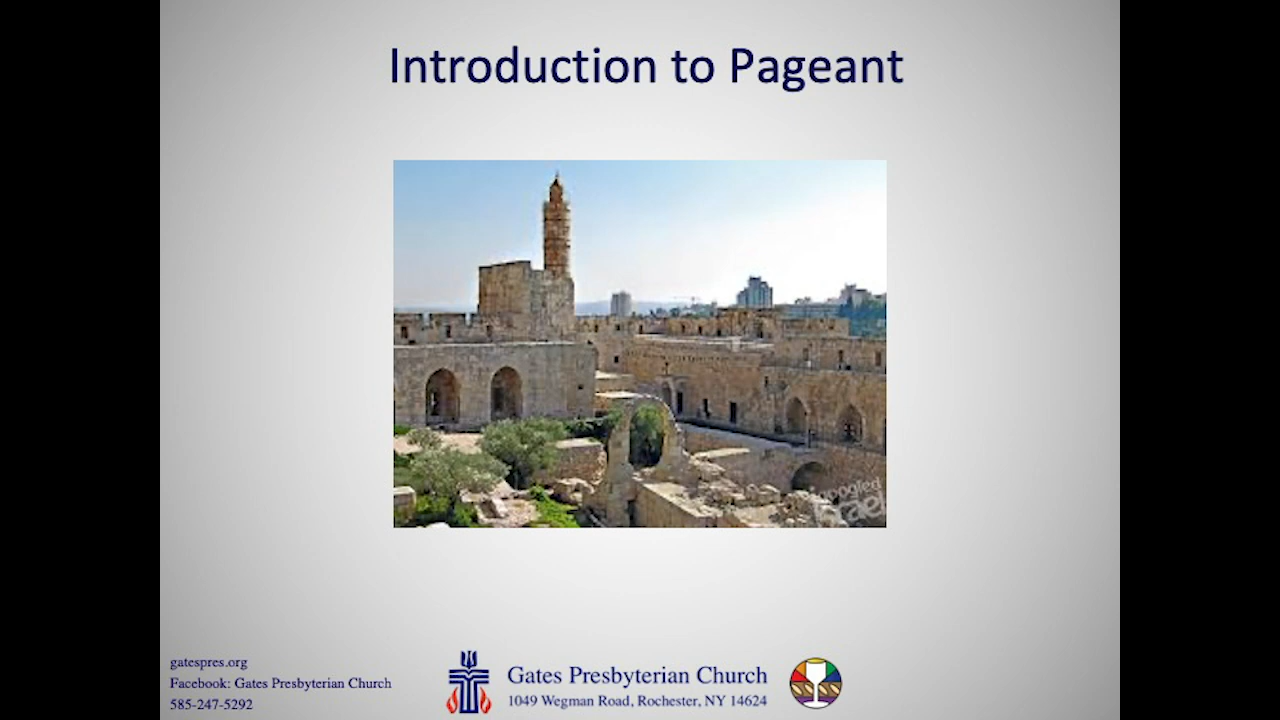 Introduction to Pageant
Israel
gatespres.org
Facebook: Gates Presbyterian Church
585-247-5292
Gates Presbyterian Church
1049 Wegman Road, Rochester, NY 14624